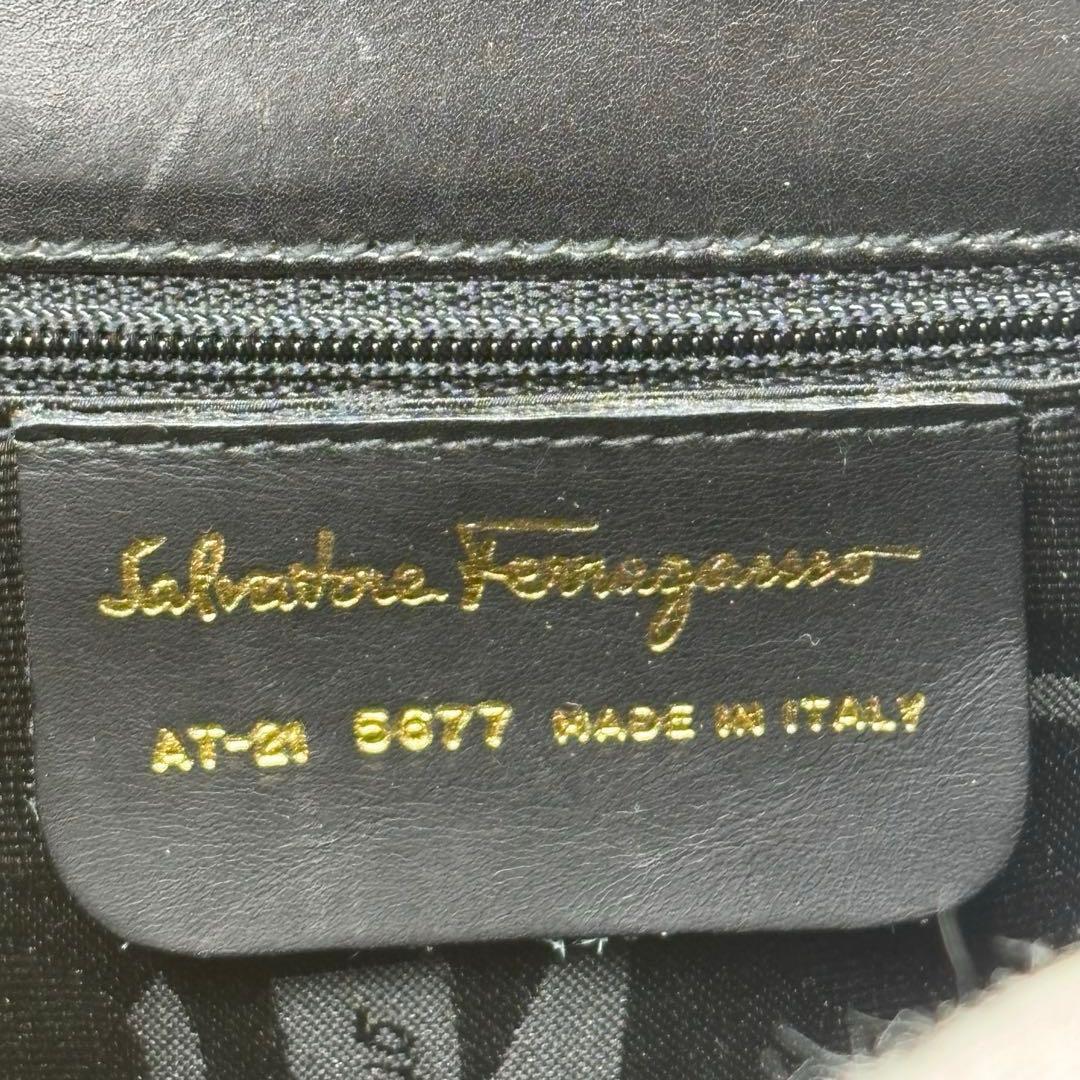 Salvatore Ferragamo
AT-21 5677 MADE IN ITALY